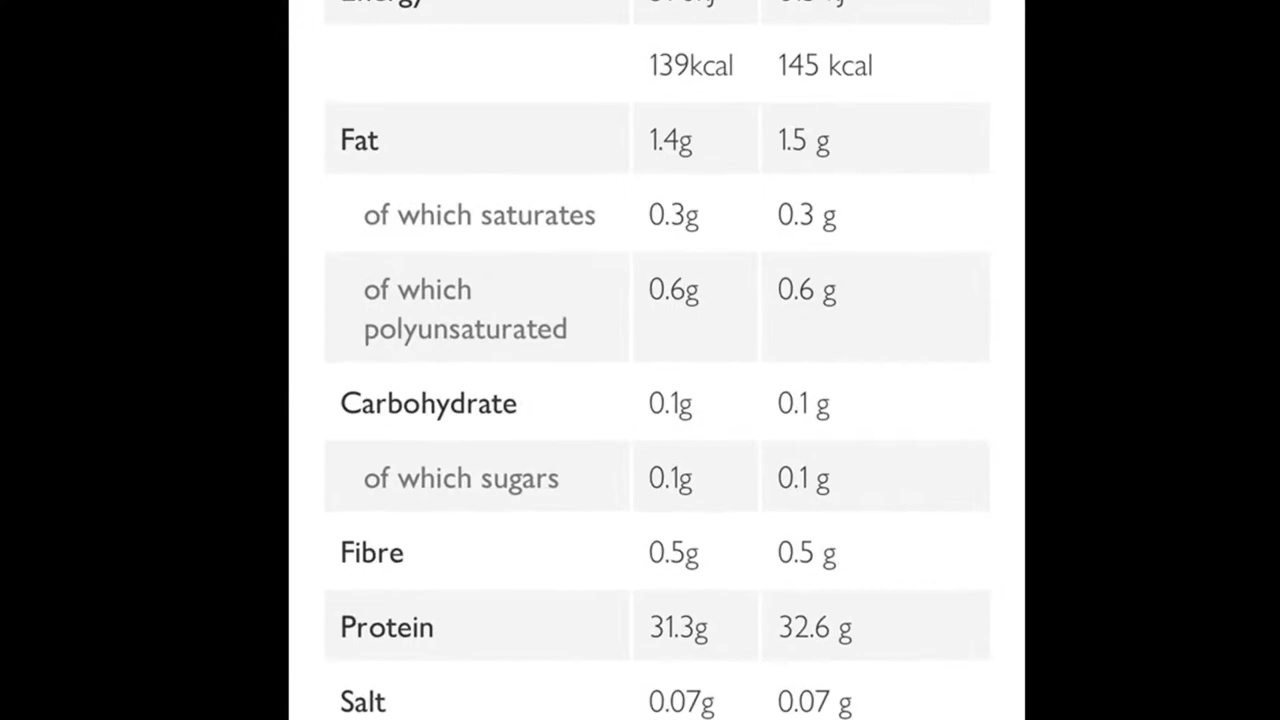 Energy
139kcal 145 kcal
Fat 1.4g 1.5 g
of which saturates 0.3g 0.3 g
of which 0.6g 0.6 g
polyunsaturated
Carbohydrate 0.1g 0.1 g
of which sugars 0.1g 0.1 g
Fibre 0.5g 0.5 g
Protein 31.3g 32.6 g
Salt 0.07g 0.07 g